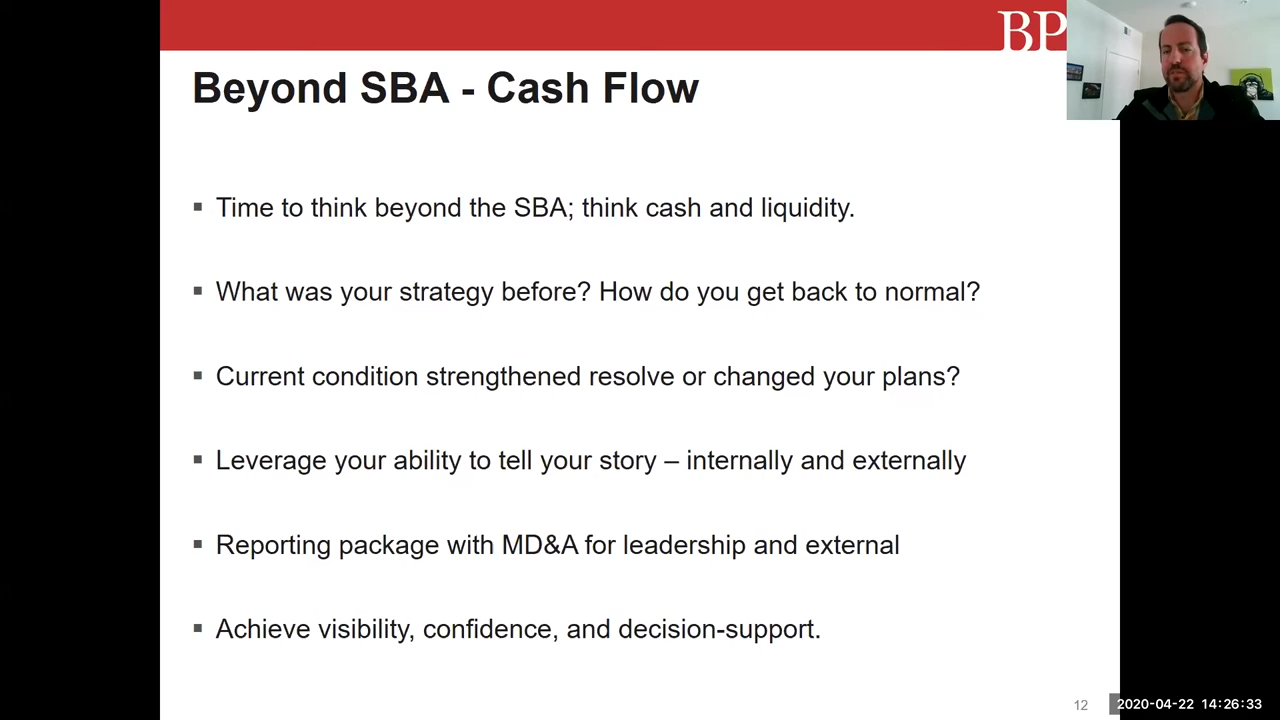 BP
Beyond SBA - Cash Flow
▪ Time to think beyond the SBA; think cash and liquidity.
▪ What was your strategy before? How do you get back to normal?
▪ Current condition strengthened resolve or changed your plans?
▪ Leverage your ability to tell your story – internally and externally
▪ Reporting package with MD&A for leadership and external
▪ Achieve visibility, confidence, and decision-support.
12
2020-04-22 14:26:33